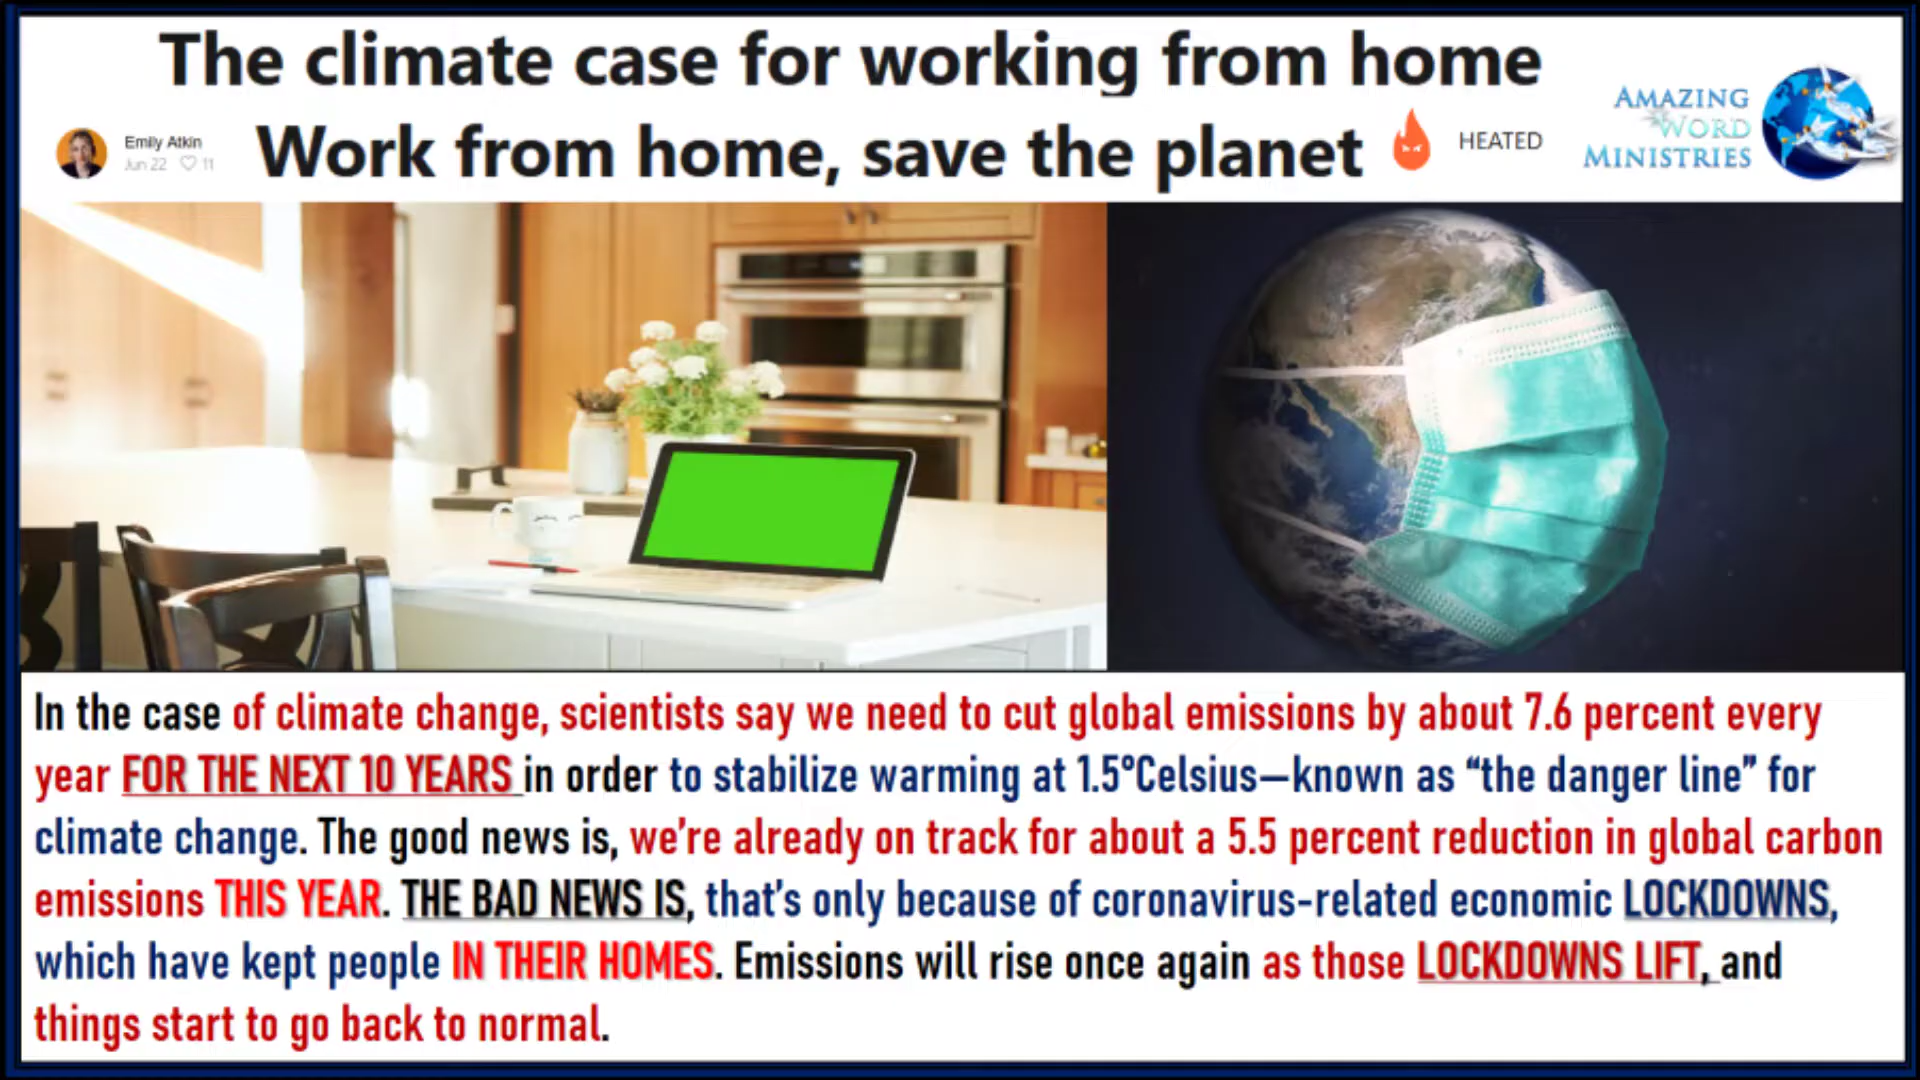 The climate case for working from home
Emily Atkin
Jun 22 11
Work from home, save the planet
HEATED
AMAZING
WORD
MINISTRIES
In the case of climate change, scientists say we need to cut global emissions by about 7.6 percent every
year FOR THE NEXT 10 YEARS in order to stabilize warming at 1.5°Celsius—known as “the danger line” for
climate change. The good news is, we’re already on track for about a 5.5 percent reduction in global carbon
emissions THIS YEAR. THE BAD NEWS IS, that’s only because of coronavirus-related economic LOCKDOWNS,
which have kept people IN THEIR HOMES. Emissions will rise once again as those LOCKDOWNS LIFT, and
things start to go back to normal.